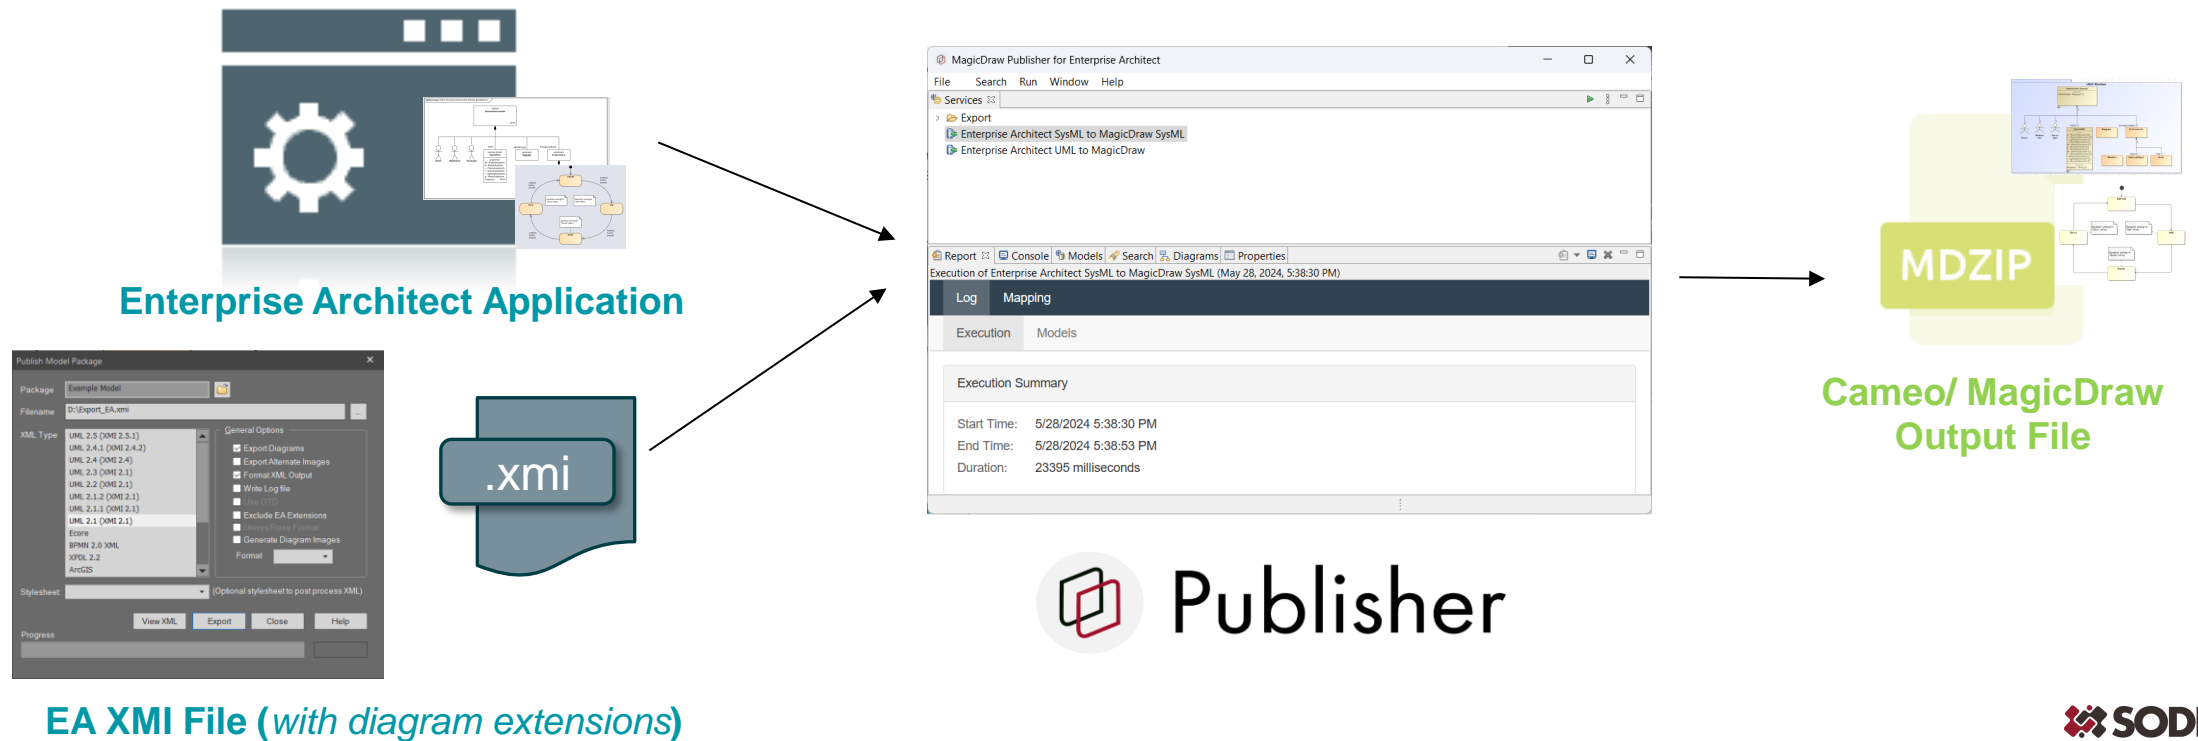 Enterprise Architect Application
Publish Model Package
Package
Example Model
Filename
D:\Export_EA.xmi
...
XML Type
UML 2.5 (XMI 2.5.1)
UML 2.4.1 (XMI 2.4.2)
UML 2.4 (XMI 2.4)
UML 2.3 (XMI 2.1)
UML 2.2 (XMI 2.1)
UML 2.1.2 (XMI 2.1)
UML 2.1.1 (XMI 2.1)
UML 2.1 (XMI 2.1)
Ecore
BPMN 2.0 XML
XPDL 2.2
ArcGIS
General Options
Export Diagrams
Export Alternate Images
Format XML Output
Write Log file
Use DTD
Exclude EA Extensions
Unisys/Rose Format
Generate Diagram Images
Format
Stylesheet
(Optional stylesheet to post process XML)
View XML Export Close Help
Progress
.xmi
EA XMI File (with diagram extensions)
MagicDraw Publisher for Enterprise Architect
File Search Run Window Help
Services
Export
Enterprise Architect SysML to MagicDraw SysML
Enterprise Architect UML to MagicDraw
Report Console Models Search Diagrams Properties
Execution of Enterprise Architect SysML to MagicDraw SysML (May 28, 2024, 5:38:30 PM)
Log Mapping
Execution Models
Execution Summary
Start Time: 5/28/2024 5:38:30 PM
End Time: 5/28/2024 5:38:53 PM
Duration: 23395 milliseconds
Publisher
MDZIP
Cameo/ MagicDraw
Output File
SODI